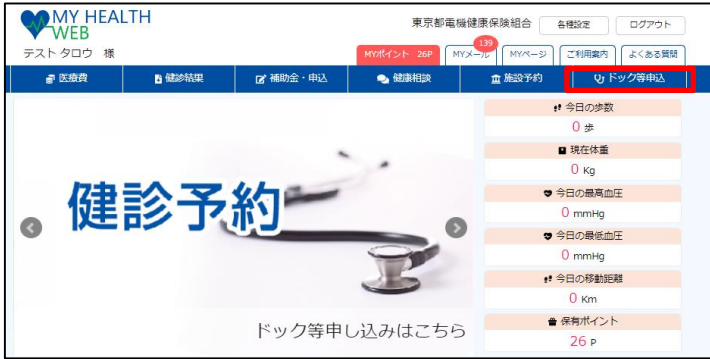 MY HEALTH WEB
東京都電機健康保険組合 各種設定 ログアウト
テスト タロウ 様
MYポイント 26P MYメール 139 MYページ ご利用案内 よくある質問
医療費 健診結果 補助金・申込 健康相談 施設予約 ドック等申込
健診予約
ドック等申し込みはこちら
今日の歩数
0 歩
現在体重
0 Kg
今日の最高血圧
0 mmHg
今日の最低血圧
0 mmHg
今日の移動距離
0 Km
保有ポイント
26 P